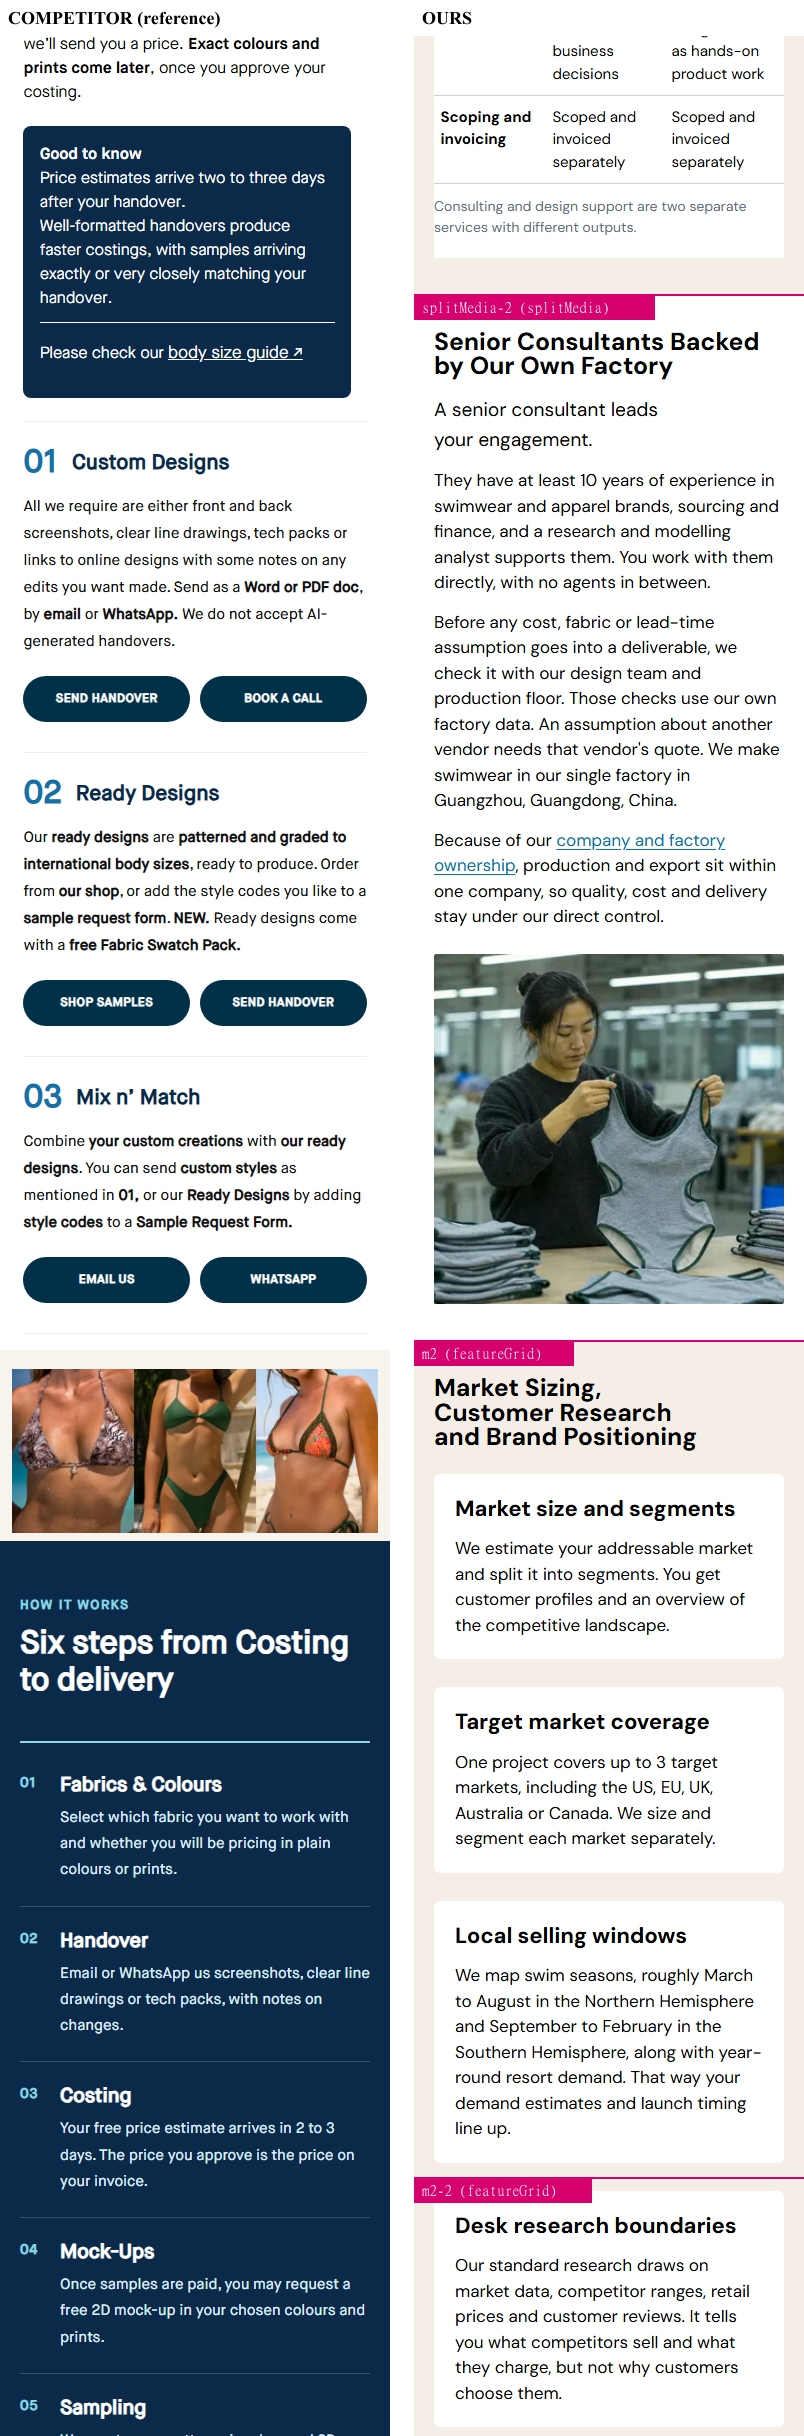 COMPETITOR (reference)
we'll send you a price. Exact colours and
prints come later, once you approve your
costing.
Good to know
Price estimates arrive two to three days
after your handover.
Well-formatted handovers produce
faster costings, with samples arriving
exactly or very closely matching your
handover.
Please check our body size guide ↗
01 Custom Designs
All we require are either front and back
screenshots, clear line drawings, tech packs or
links to online designs with some notes on any
edits you want made. Send as a Word or PDF doc,
by email or WhatsApp. We do not accept AI-
generated handovers.
SEND HANDOVER
BOOK A CALL
02 Ready Designs
Our ready designs are patterned and graded to
international body sizes, ready to produce. Order
from our shop, or add the style codes you like to a
sample request form. NEW. Ready designs come
with a free Fabric Swatch Pack.
SHOP SAMPLES
SEND HANDOVER
03 Mix n' Match
Combine your custom creations with our ready
designs. You can send custom styles as
mentioned in 01, or our Ready Designs by adding
style codes to a Sample Request Form.
EMAIL US
WHATSAPP
HOW IT WORKS
Six steps from Costing
to delivery
01 Fabrics & Colours
Select which fabric you want to work with
and whether you will be pricing in plain
colours or prints.
02 Handover
Email or WhatsApp us screenshots, clear line
drawings or tech packs, with notes on
changes.
03 Costing
Your free price estimate arrives in 2 to 3
days. The price you approve is the price on
your invoice.
04 Mock-Ups
Once samples are paid, you may request a
free 2D mock-up in your chosen colours and
prints.
05 Sampling
OURS
business
decisions
as hands-on
product work
Scoping and
invoicing
Scoped and
invoiced
separately
Scoped and
invoiced
separately
Consulting and design support are two separate
services with different outputs.
splitMedia-2 (splitMedia)
Senior Consultants Backed
by Our Own Factory
A senior consultant leads
your engagement.
They have at least 10 years of experience in
swimwear and apparel brands, sourcing and
finance, and a research and modelling
analyst supports them. You work with them
directly, with no agents in between.
Before any cost, fabric or lead-time
assumption goes into a deliverable, we
check it with our design team and
production floor. Those checks use our own
factory data. An assumption about another
vendor needs that vendor's quote. We make
swimwear in our single factory in
Guangzhou, Guangdong, China.
Because of our company and factory
ownership, production and export sit within
one company, so quality, cost and delivery
stay under our direct control.
m2 (featureGrid)
Market Sizing,
Customer Research
and Brand Positioning
Market size and segments
We estimate your addressable market
and split it into segments. You get
customer profiles and an overview of
the competitive landscape.
Target market coverage
One project covers up to 3 target
markets, including the US, EU, UK,
Australia or Canada. We size and
segment each market separately.
Local selling windows
We map swim seasons, roughly March
to August in the Northern Hemisphere
and September to February in the
Southern Hemisphere, along with year-
round resort demand. That way your
demand estimates and launch timing
line up.
m2-2 (featureGrid)
Desk research boundaries
Our standard research draws on
market data, competitor ranges, retail
prices and customer reviews. It tells
you what competitors sell and what
they charge, but not why customers
choose them.